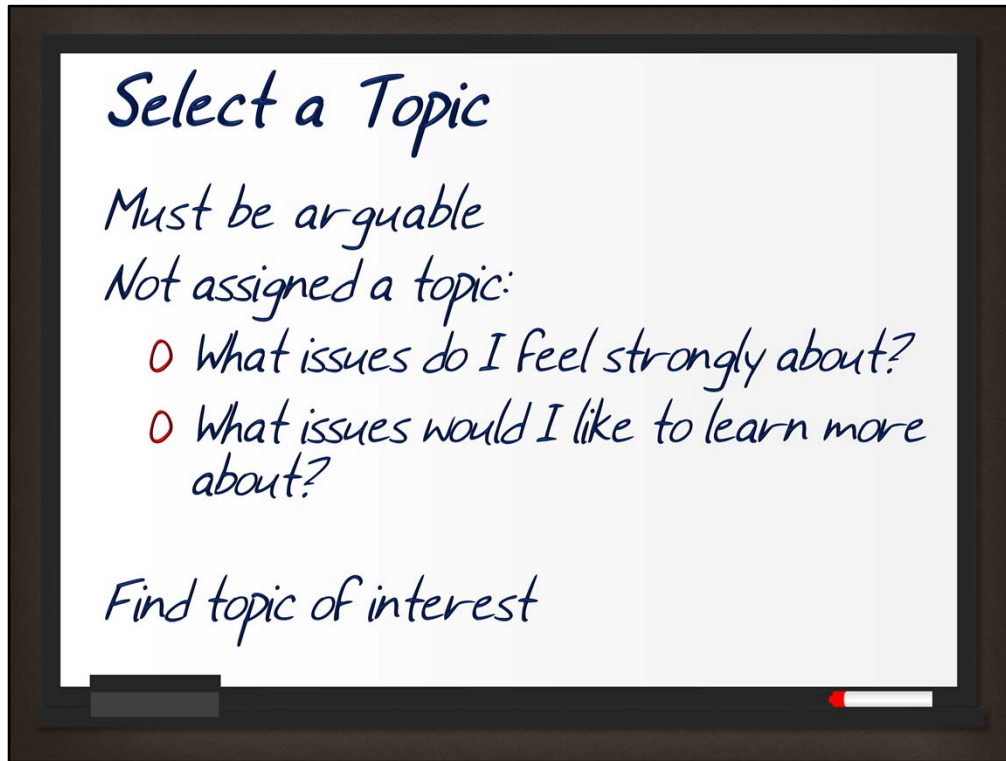 Select a Topic
Must be arguable
Not assigned a topic:
O What issues do I feel strongly about?
O What issues would I like to learn more
about?
Find topic of interest